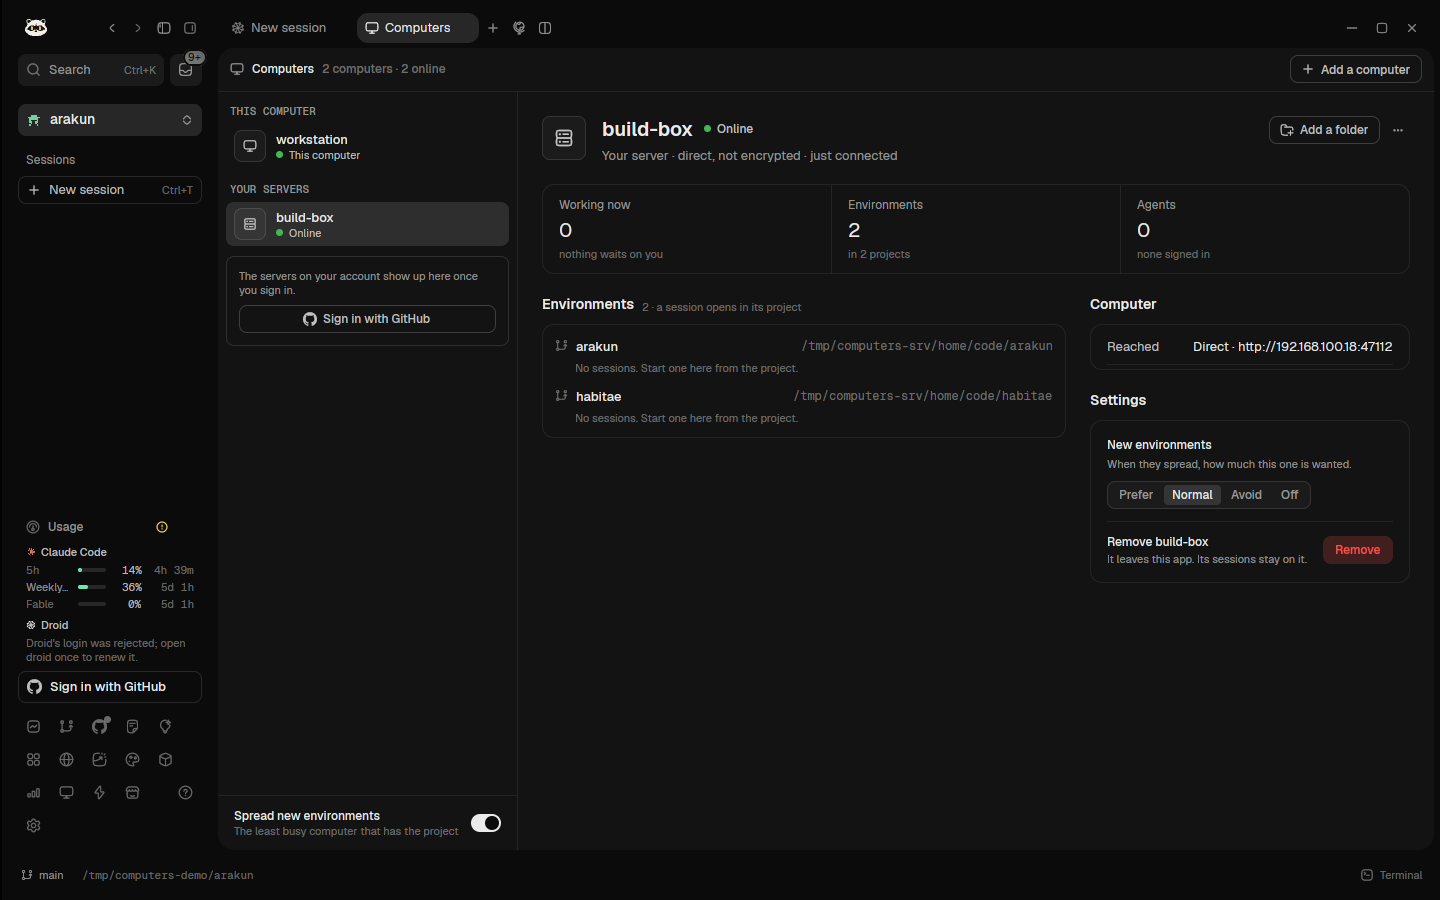 New session
Computers
Search
Ctrl+K
9+
arakun
Sessions
New session
Ctrl+T
Computers
2 computers · 2 online
Add a computer
THIS COMPUTER
workstation
This computer
YOUR SERVERS
build-box
Online
The servers on your account show up here once
you sign in.
Sign in with GitHub
build-box
Online
Your server · direct, not encrypted · just connected
Add a folder
Working now
0
nothing waits on you
Environments
2
in 2 projects
Agents
0
none signed in
Environments
2 · a session opens in its project
arakun
/tmp/computers-srv/home/code/arakun
No sessions. Start one here from the project.
habitae
/tmp/computers-srv/home/code/habitae
No sessions. Start one here from the project.
Computer
Reached
Direct · http://192.168.100.18:47112
Settings
New environments
When they spread, how much this one is wanted.
Prefer
Normal
Avoid
Off
Remove build-box
It leaves this app. Its sessions stay on it.
Remove
Usage
Claude Code
5h 14% 4h 39m
Weekly... 36% 5d 1h
Fable 0% 5d 1h
Droid
Droid's login was rejected; open
droid once to renew it.
Sign in with GitHub
Spread new environments
The least busy computer that has the project
main
/tmp/computers-demo/arakun
Terminal